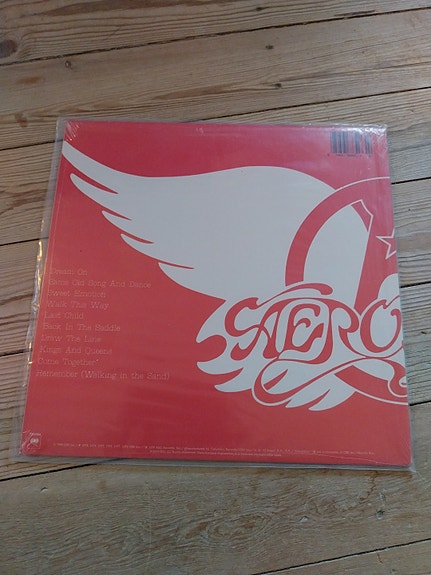 AERO
Dream On
Same Old Song And Dance
Sweet Emotion
Walk This Way
Last Child
Back In The Saddle
Draw The Line
Kings And Queens
Come Together*
Remember (Walking in the Sand)